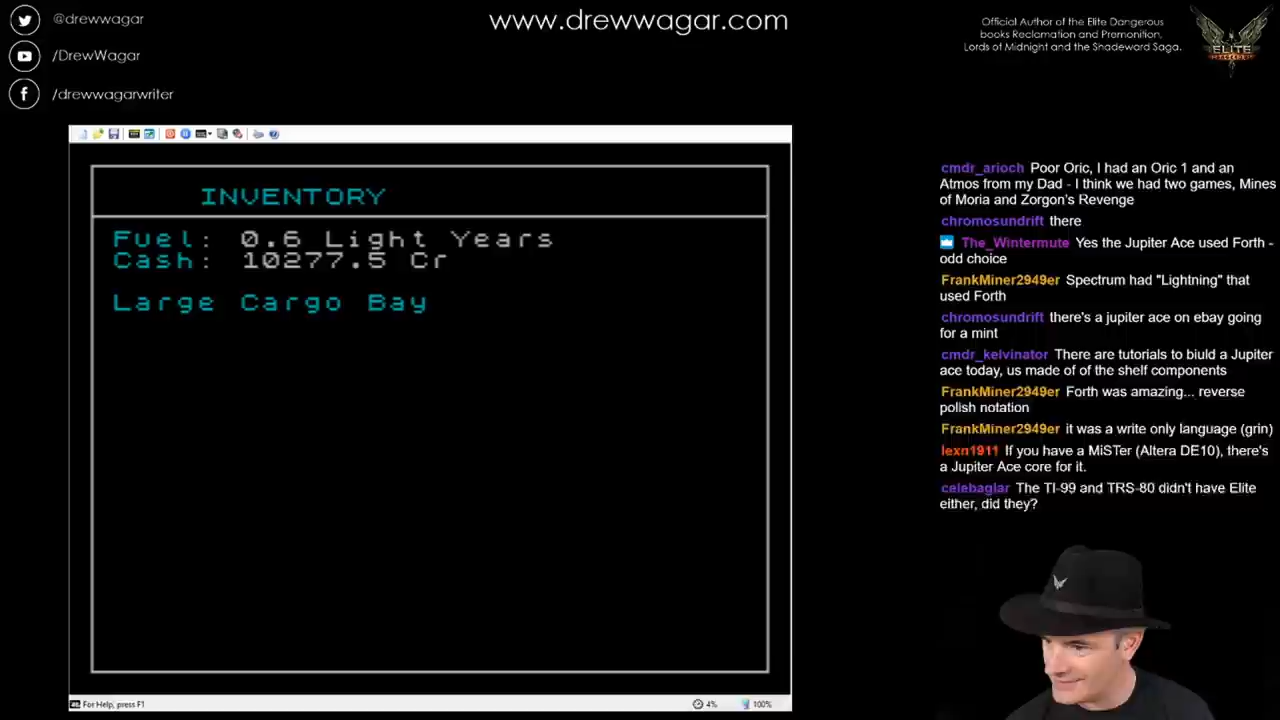 @drewwagar
/DrewWagar
/drewwagarwriter
www.drewwagar.com
Official Author of the Elite Dangerous
books Reclamation and Premonition,
Lords of Midnight and the Shadeward Saga.
ELITE
DANGEROUS
INVENTORY
Fuel: 0.6 Light Years
Cash: 10277.5 Cr
Large Cargo Bay
For Help, press F1
4%
100%
cmdr_arioch Poor Oric, I had an Oric 1 and an
Atmos from my Dad - I think we had two games, Mines
of Moria and Zorgon's Revenge
chromosundrift there
The_Wintermute Yes the Jupiter Ace used Forth -
odd choice
FrankMiner2949er Spectrum had "Lightning" that
used Forth
chromosundrift there's a jupiter ace on ebay going
for a mint
cmdr_kelvinator There are tutorials to biuld a Jupiter
ace today, us made of of the shelf components
FrankMiner2949er Forth was amazing... reverse
polish notation
FrankMiner2949er it was a write only language (grin)
lexn1911 If you have a MiSTer (Altera DE10), there's
a Jupiter Ace core for it.
celebaglar The TI-99 and TRS-80 didn't have Elite
either, did they?